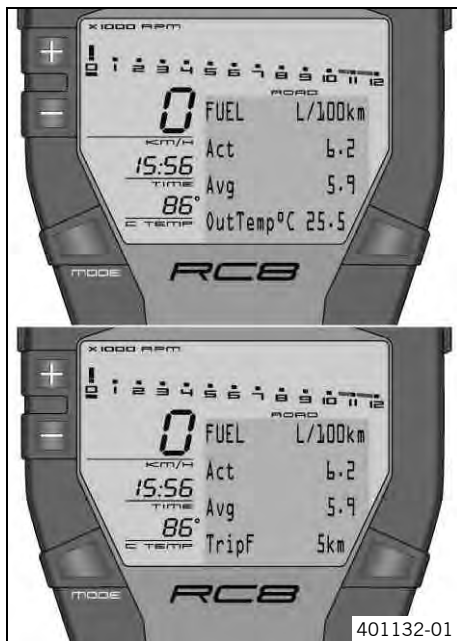 x1000 RPM
0 1 2 3 4 5 6 7 8 9 10 11 12
ROAD
+
-
0
KM/H
15:56
TIME
86°
C TEMP
FUEL L/100km
Act 6.2
Avg 5.9
OutTemp°C 25.5
MODE
RC8
x1000 RPM
0 1 2 3 4 5 6 7 8 9 10 11 12
ROAD
+
-
0
KM/H
15:56
TIME
86°
C TEMP
FUEL L/100km
Act 6.2
Avg 5.9
TripF 5km
MODE
RC8
401132-01